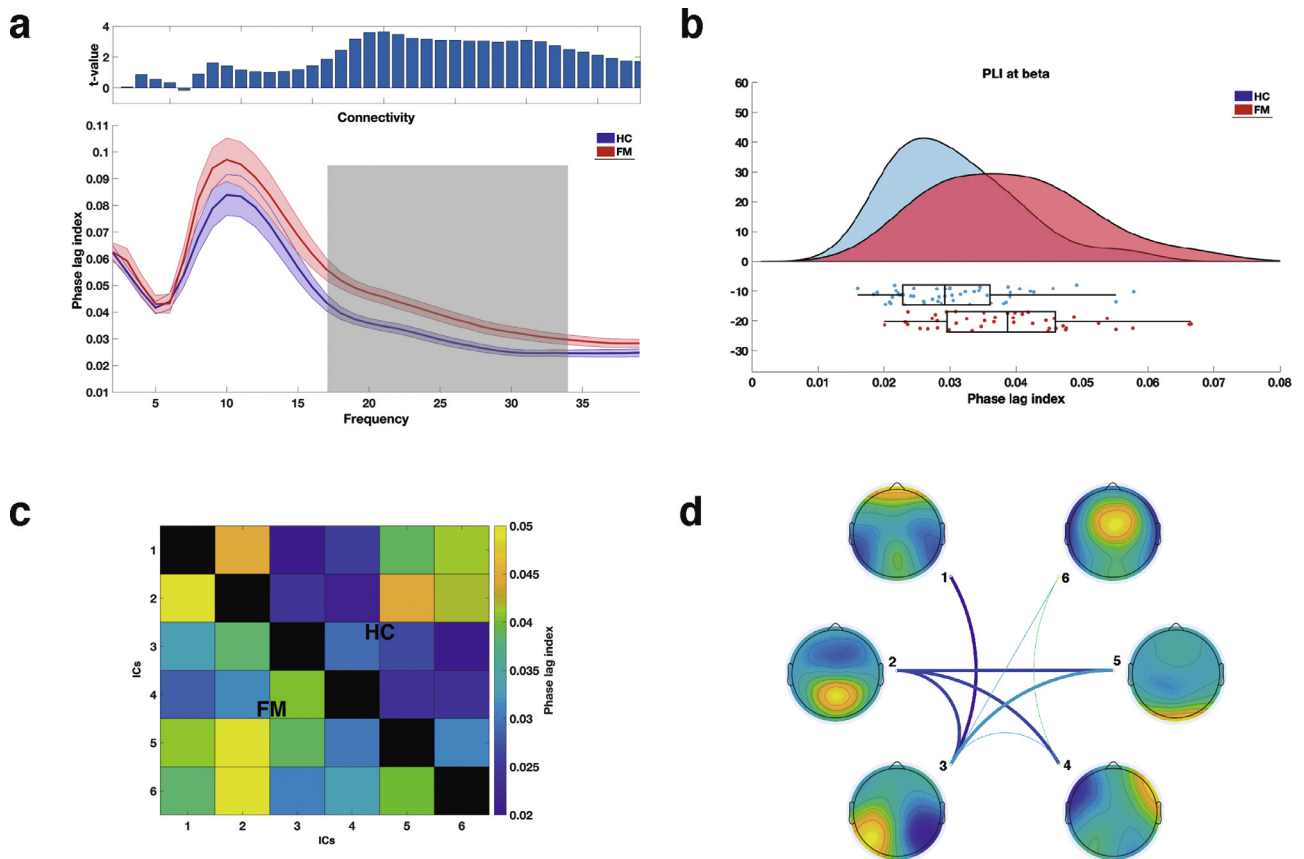 a
4
2
0
t-value
Connectivity
0.11
0.1
0.09
0.08
0.07
0.06
0.05
0.04
0.03
0.02
0.01
Phase lag index
HC
FM
5 10 15 20 25 30 35
Frequency
b
PLI at beta
60
50
40
30
20
10
0
-10
-20
-30
HC
FM
0 0.01 0.02 0.03 0.04 0.05 0.06 0.07 0.08
Phase lag index
c
1
2
3
4
5
6
ICs
HC
FM
1 2 3 4 5 6
ICs
0.05
0.045
0.04
0.035
0.03
0.025
0.02
Phase lag index
d
1 6
2 5
3 4